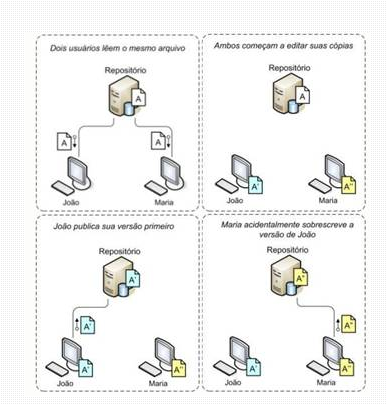 Dois usuários lêem o mesmo arquivo
Repositório
A
A
A
João
Maria
Ambos começam a editar suas cópias
Repositório
A
A'
A"
João
Maria
João publica sua versão primeiro
Repositório
A'
A'
A'
A"
João
Maria
Maria acidentalmente sobrescreve a
versão de João
Repositório
A"
A"
A'
A"
João
Maria